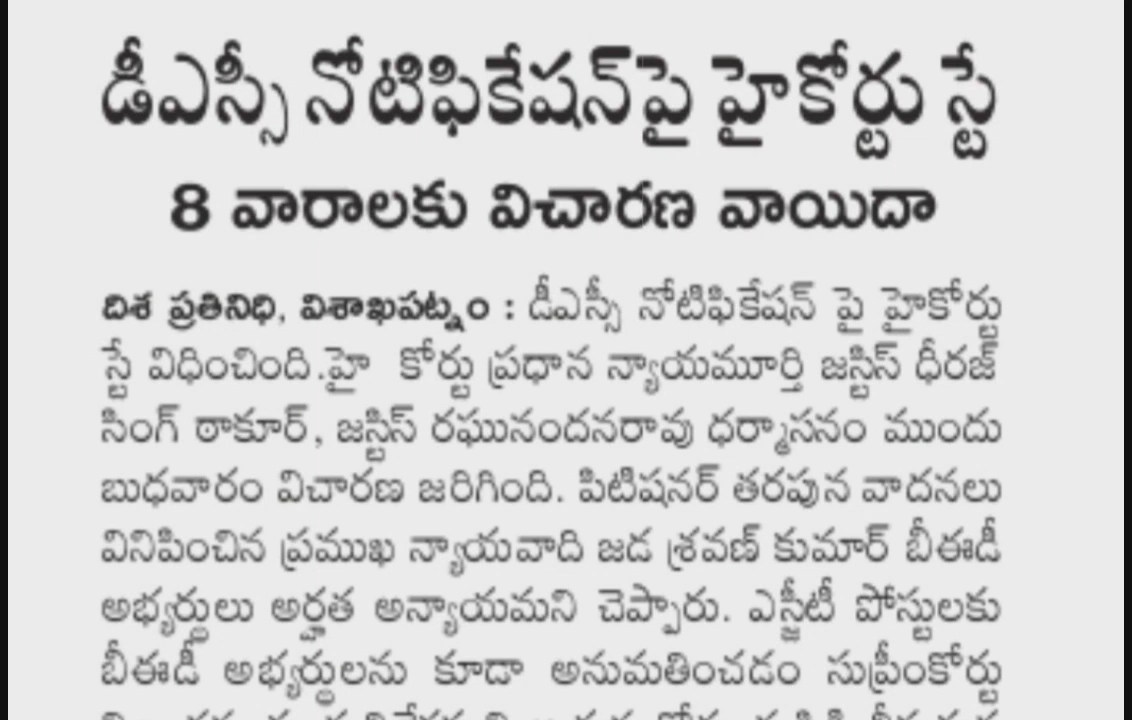 డీఎస్సీ నోటిఫికేషన్‌పై హైకోర్టు స్టే
8 వారాలకు విచారణ వాయిదా
దిశ ప్రతినిధి, విశాఖపట్నం : డీఎస్సీ నోటిఫికేషన్ పై హైకోర్టు
స్టే విధించింది.హై కోర్టు ప్రధాన న్యాయమూర్తి జస్టిస్ ధీరజ్
సింగ్ ఠాకూర్, జస్టిస్ రఘునందనరావు ధర్మాసనం ముందు
బుధవారం విచారణ జరిగింది. పిటిషనర్ తరపున వాదనలు
వినిపించిన ప్రముఖ న్యాయవాది జడ శ్రవణ్ కుమార్ బీఈడీ
అభ్యర్థులు అర్హత అన్యాయమని చెప్పారు. ఎస్జీటీ పోస్టులకు
బీఈడీ అభ్యర్థులను కూడా అనుమతించడం సుప్రీంకోర్టు